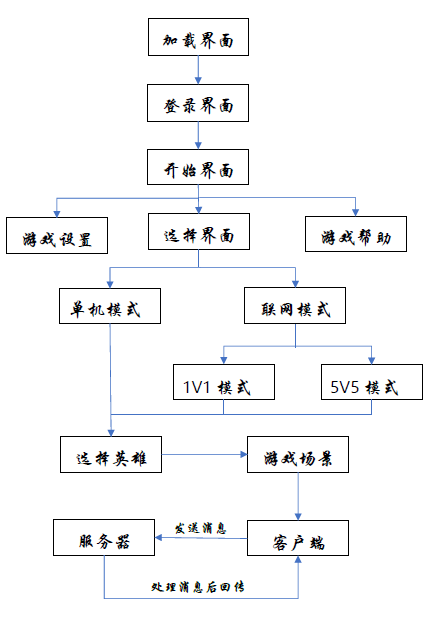 加载界面
登录界面
开始界面
游戏设置
选择界面
游戏帮助
单机模式
联网模式
1V1 模式
5V5 模式
选择英雄
游戏场景
发送消息
服务器
客户端
处理消息后回传